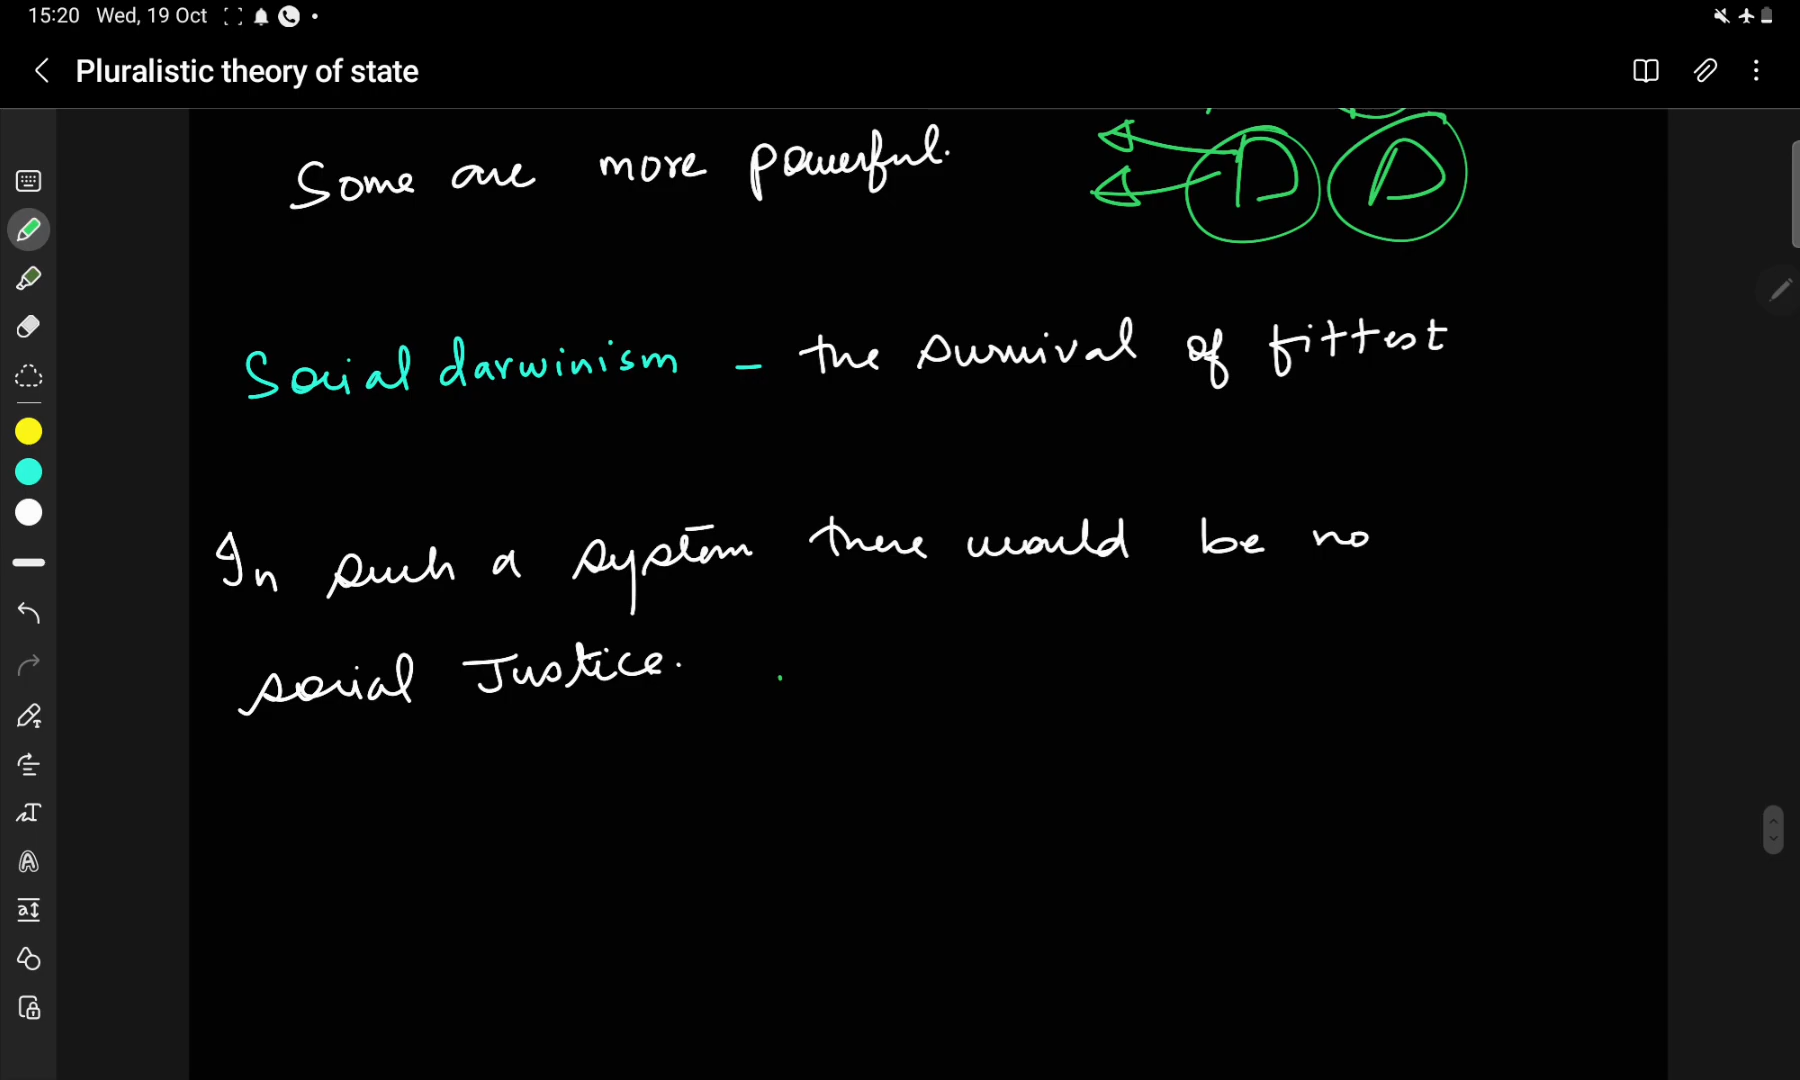 15:20 Wed, 19 Oct
Pluralistic theory of state
Some are more powerful.
D D
Social darwinism - the survival of fittest
In such a system there would be no
social Justice.